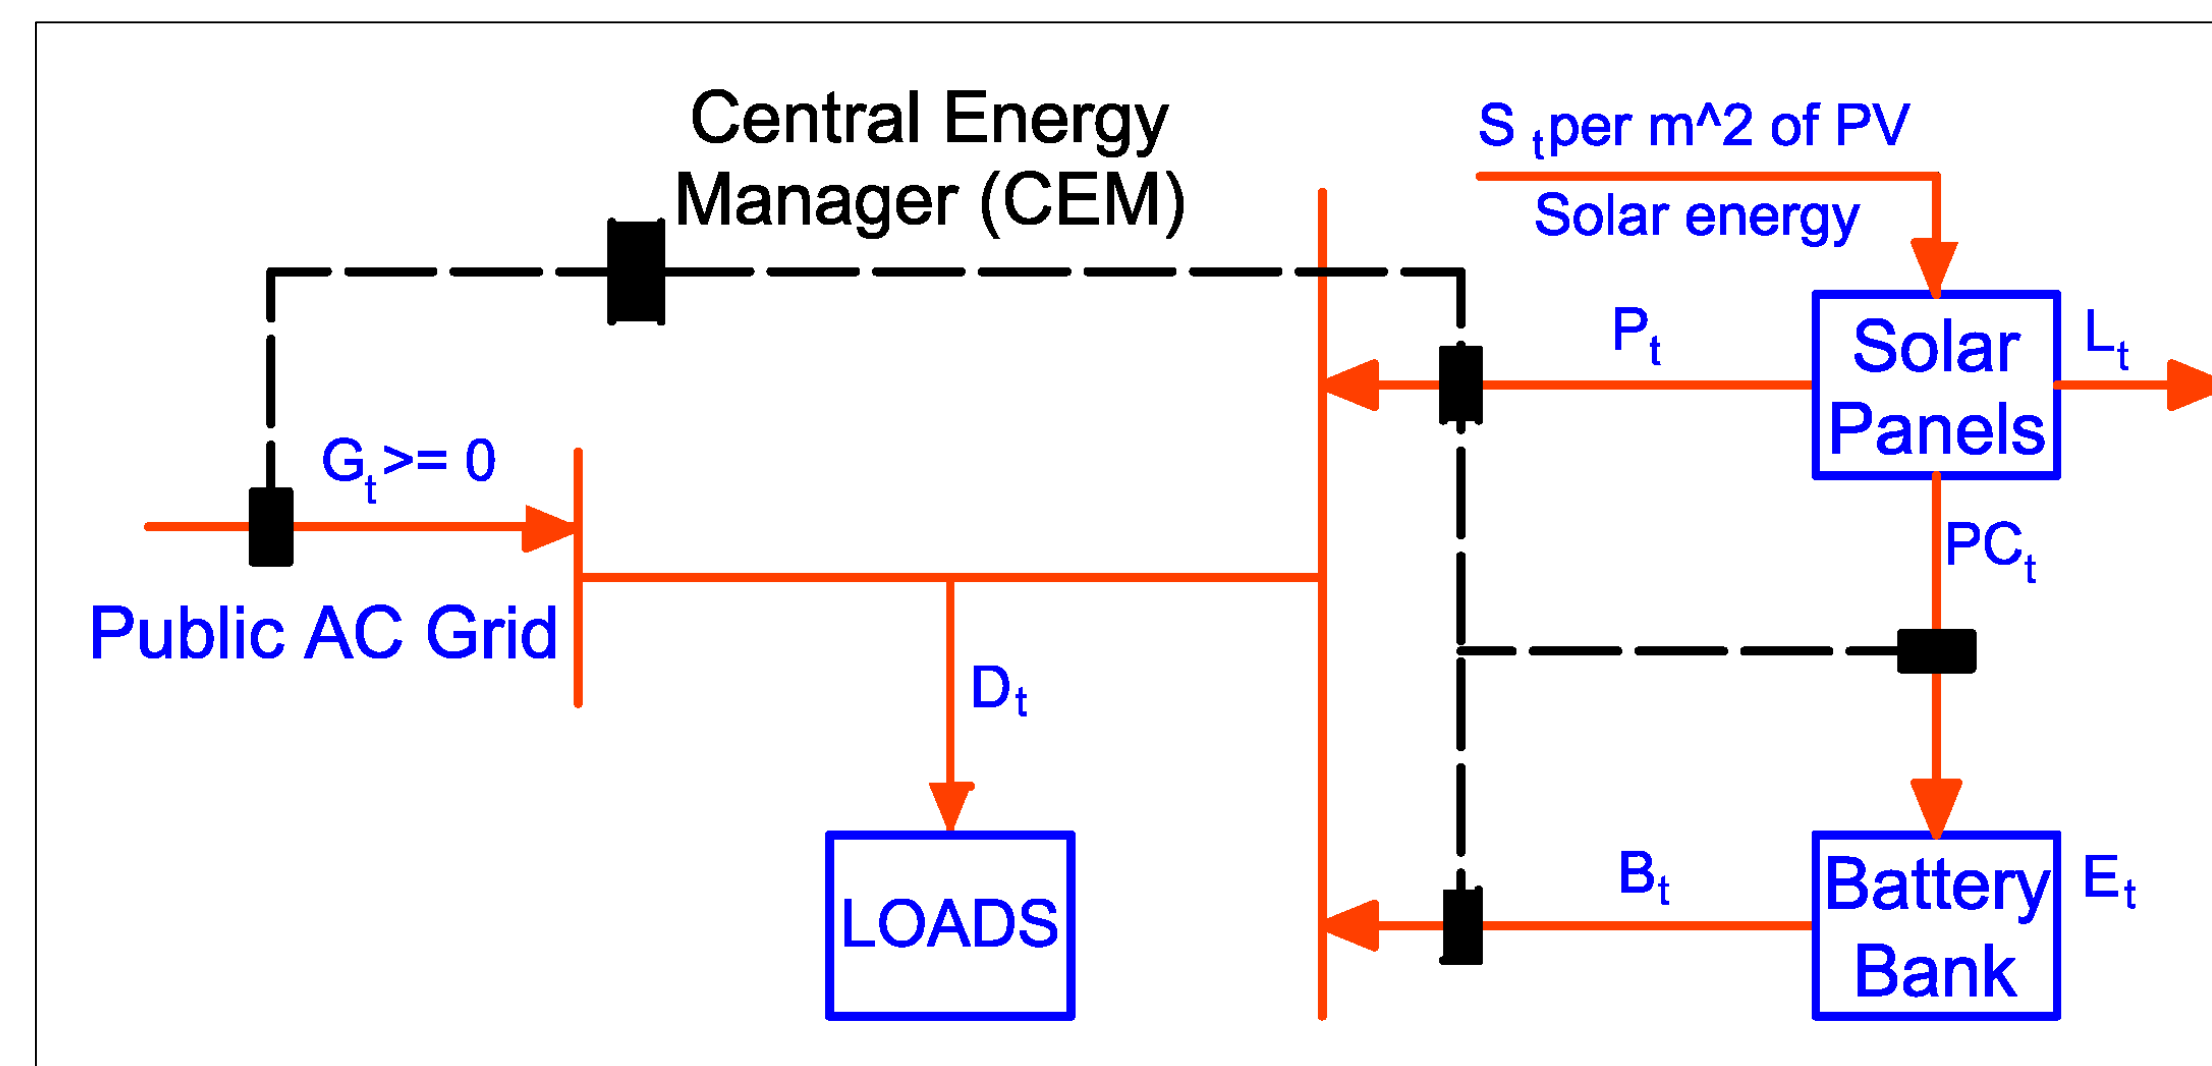 Central Energy
Manager (CEM)
S t per m^2 of PV
Solar energy
Pt
Solar
Panels
Lt
Gt >= 0
PCt
Public AC Grid
Dt
LOADS
Bt
Battery
Bank
Et